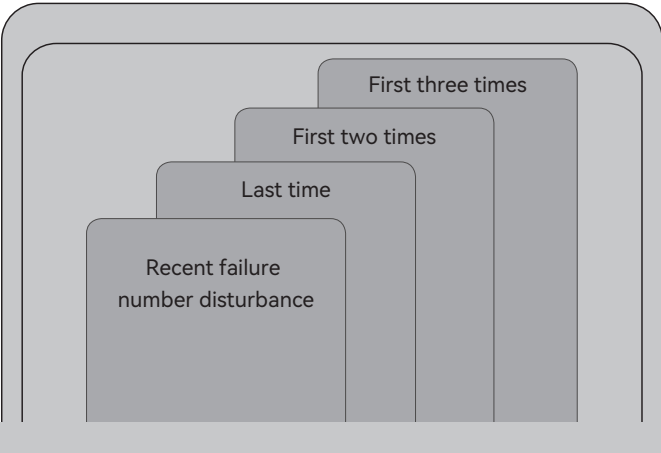 First three times
First two times
Last time
Recent failure
number disturbance